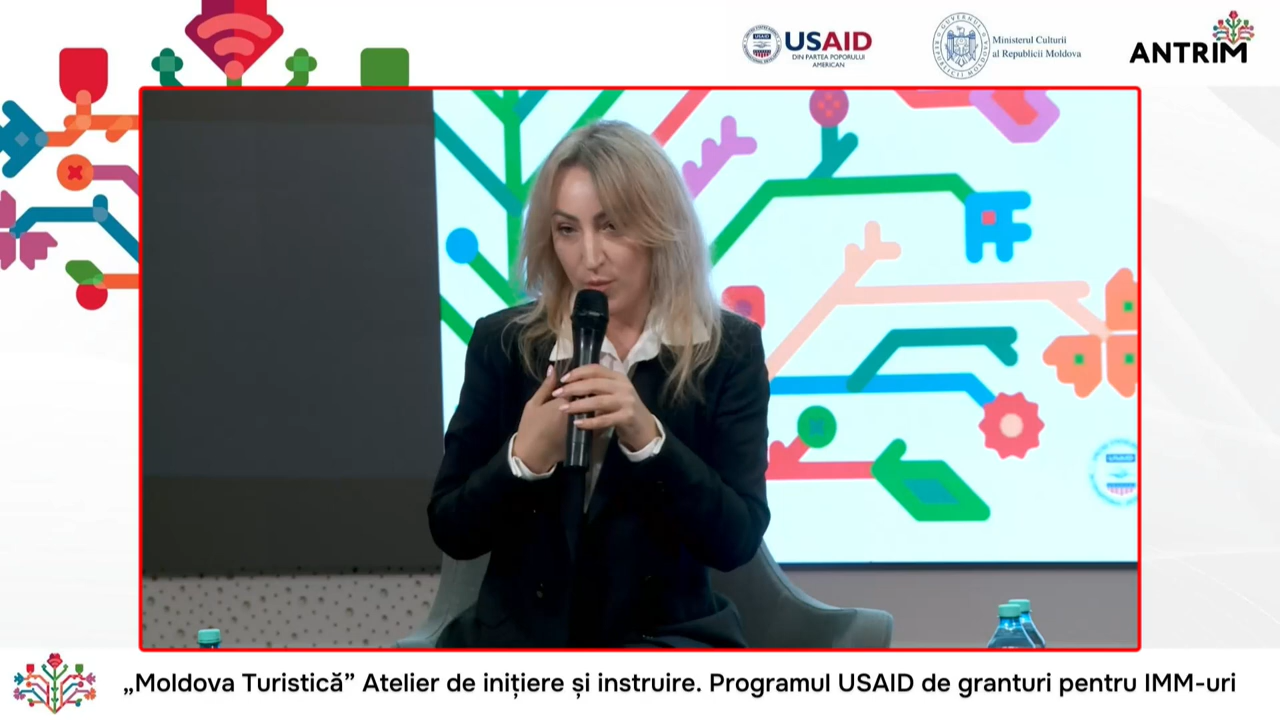 USAID
DIN PARTEA POPORULUI
AMERICAN
Ministerul Culturii
al Republicii Moldova
ANTRIM
USAID
„Moldova Turistică” Atelier de inițiere și instruire. Programul USAID de granturi pentru IMM-uri